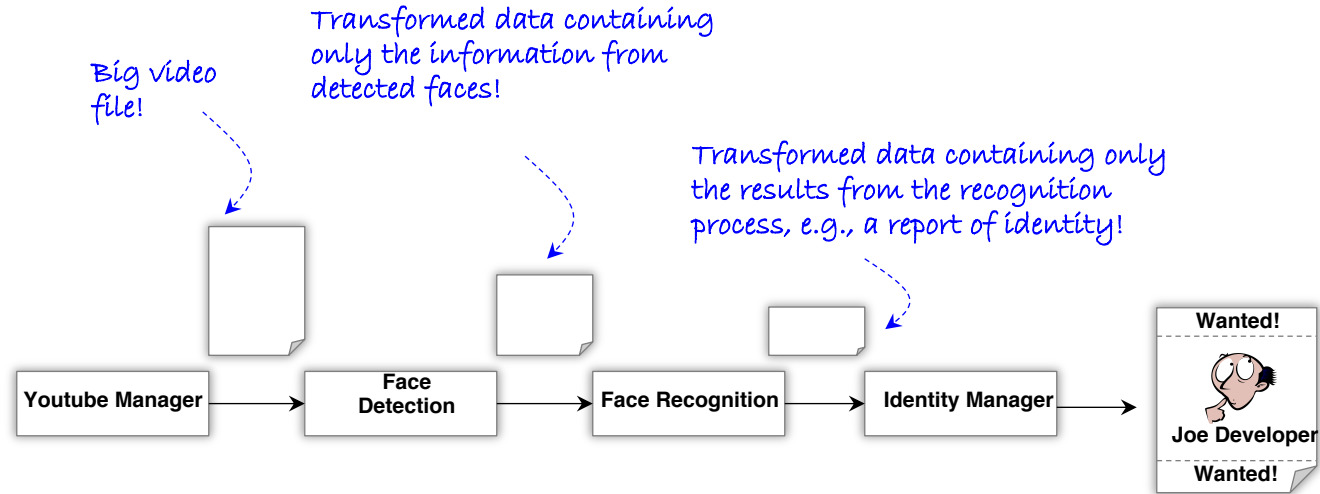 Transformed data containing
only the information from
detected faces!
Big video
file!
Transformed data containing only
the results from the recognition
process, e.g., a report of identity!
Youtube Manager
Face
Detection
Face Recognition
Identity Manager
Wanted!
Joe Developer
Wanted!